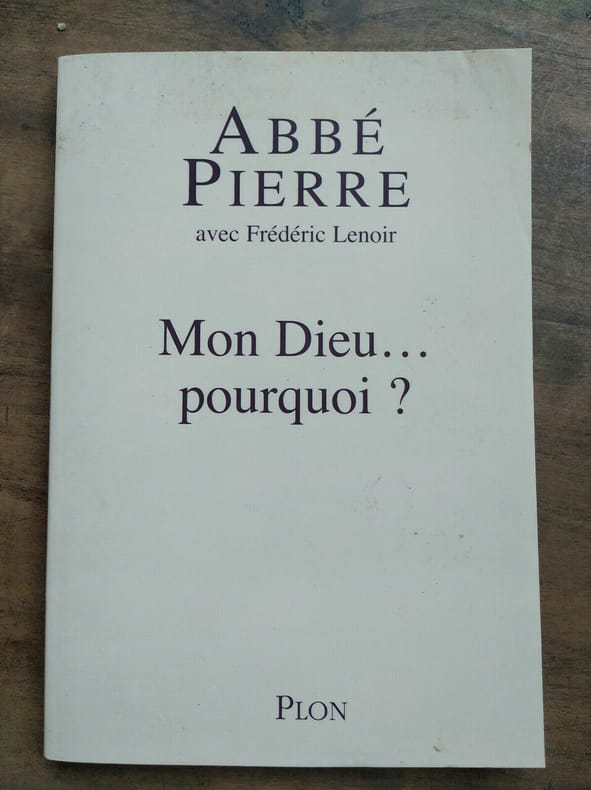 ABBÉ
PIERRE
avec Frédéric Lenoir
Mon Dieu...
pourquoi ?
PLON